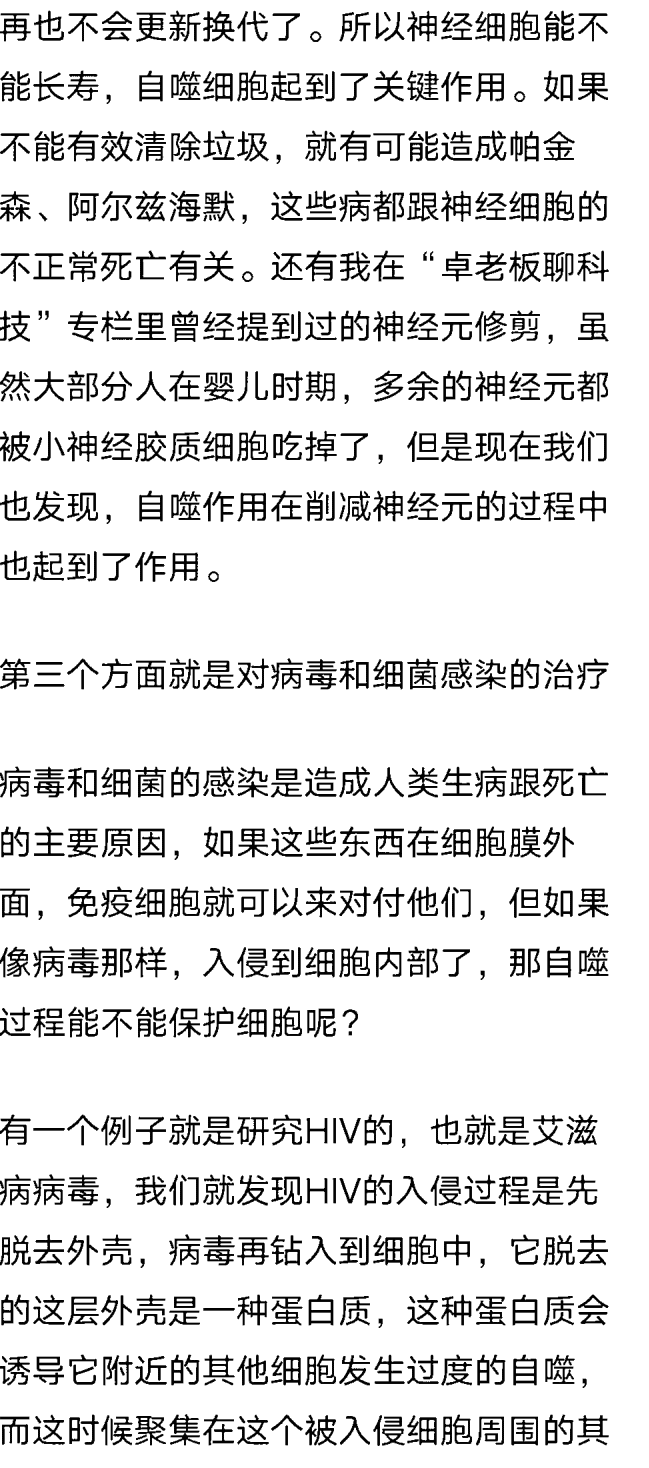 再也不会更新换代了。所以神经细胞能不
能长寿，自噬细胞起到了关键作用。如果
不能有效清除垃圾，就有可能造成帕金
森、阿尔兹海默，这些病都跟神经细胞的
不正常死亡有关。还有我在“卓老板聊科
技”专栏里曾经提到过的神经元修剪，虽
然大部分人在婴儿时期，多余的神经元都
被小神经胶质细胞吃掉了，但是现在我们
也发现，自噬作用在削减神经元的过程中
也起到了作用。
第三个方面就是对病毒和细菌感染的治疗
病毒和细菌的感染是造成人类生病跟死亡
的主要原因，如果这些东西在细胞膜外
面，免疫细胞就可以来对付他们，但如果
像病毒那样，入侵到细胞内部了，那自噬
过程能不能保护细胞呢？
有一个例子就是研究HIV的，也就是艾滋
病病毒，我们就发现HIV的入侵过程是先
脱去外壳，病毒再钻入到细胞中，它脱去
的这层外壳是一种蛋白质，这种蛋白质会
诱导它附近的其他细胞发生过度的自噬，
而这时候聚集在这个被入侵细胞周围的其